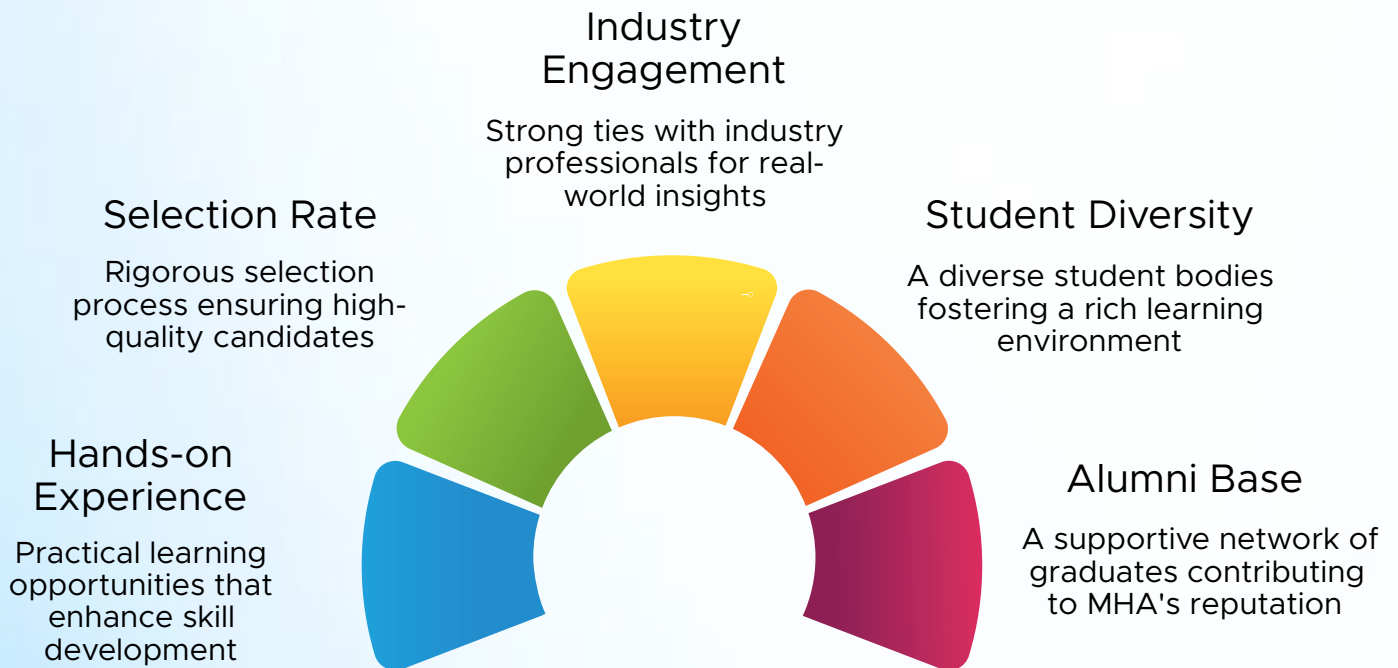 Industry
Engagement
Strong ties with industry
professionals for real-
world insights
Selection Rate
Rigorous selection
process ensuring high-
quality candidates
Student Diversity
A diverse student bodies
fostering a rich learning
environment
Hands-on
Experience
Practical learning
opportunities that
enhance skill
development
Alumni Base
A supportive network of
graduates contributing
to MHA's reputation